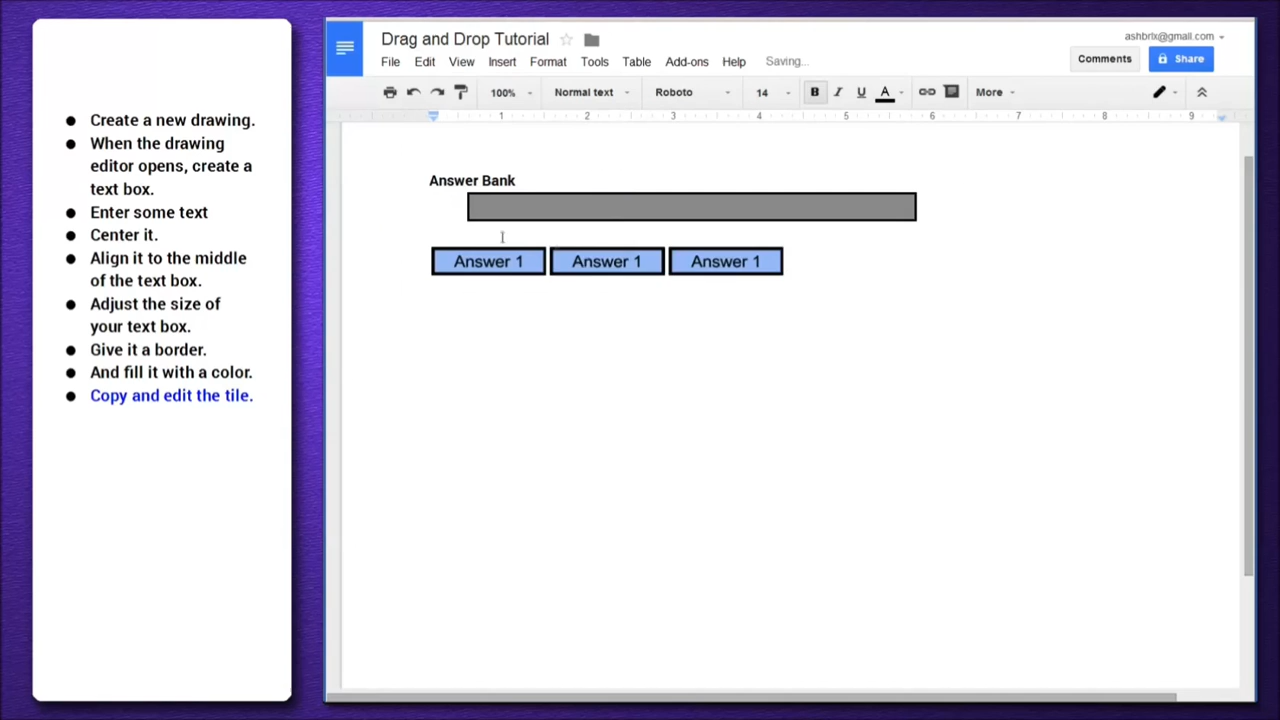 Create a new drawing.
When the drawing
editor opens, create a
text box.
Enter some text
Center it.
Align it to the middle
of the text box.
Adjust the size of
your text box.
Give it a border.
And fill it with a color.
Copy and edit the tile.
Drag and Drop Tutorial
ashbrlx@gmail.com
File Edit View Insert Format Tools Table Add-ons Help Saving...
Comments Share
100% Normal text Roboto 14 B I U A More
1 2 3 4 5 6 7 8 9
Answer Bank
Answer 1 Answer 1 Answer 1